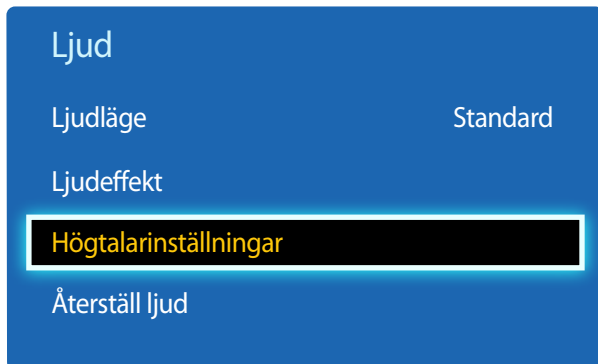 Ljud
Ljudläge Standard
Ljudeffekt
Högtalarinställningar
Återställ ljud